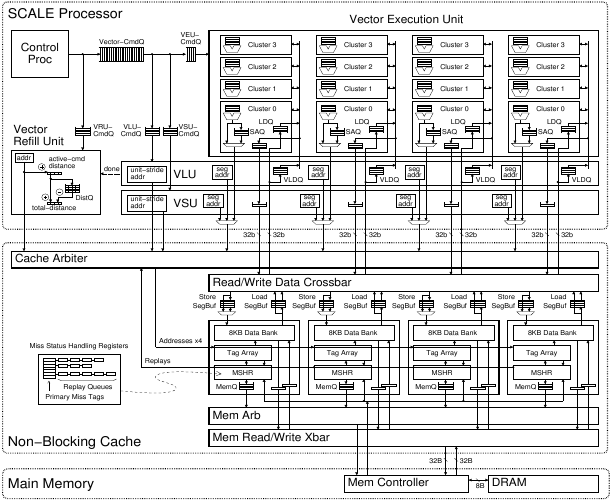 SCALE Processor
Vector Execution Unit
Control
Proc
Vector−CmdQ
VEU−
CmdQ
Cluster 3
Cluster 3
Cluster 3
Cluster 3
Cluster 2
Cluster 2
Cluster 2
Cluster 2
Cluster 1
Cluster 1
Cluster 1
Cluster 1
Cluster 0
Cluster 0
Cluster 0
Cluster 0
VRU−
CmdQ
VLU−
CmdQ
VSU−
CmdQ
LDQ
SAQ
LDQ
SAQ
LDQ
SAQ
LDQ
SAQ
Vector
Refill Unit
addr
active−cmd
distance
DistQ
total−distance
done
unit−stride
addr
VLU
seg
addr
VLDQ
seg
addr
VLDQ
seg
addr
VLDQ
seg
addr
VLDQ
unit−stride
addr
VSU
seg
addr
seg
addr
seg
addr
seg
addr
32b
32b
32b
32b
32b
32b
32b
32b
Cache Arbiter
Read/Write Data Crossbar
Store
SegBuf
Load
SegBuf
Store
SegBuf
Load
SegBuf
Store
SegBuf
Load
SegBuf
Store
SegBuf
Load
SegBuf
8KB Data Bank
8KB Data Bank
8KB Data Bank
8KB Data Bank
Miss Status Handling Registers
Addresses x4
Tag Array
Tag Array
Tag Array
Tag Array
Replays
MSHR
MSHR
MSHR
MSHR
Replay Queues
Primary Miss Tags
MemQ
MemQ
MemQ
MemQ
Mem Arb
Non−Blocking Cache
Mem Read/Write Xbar
32B
32B
Main Memory
Mem Controller
8B
DRAM